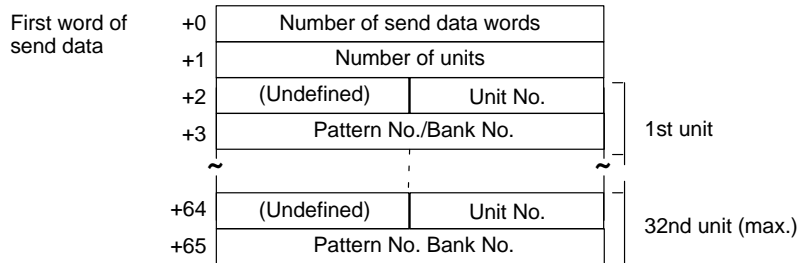 First word of
send data
+0 Number of send data words
+1 Number of units
+2 (Undefined) Unit No.
+3 Pattern No./Bank No.
1st unit
~ ~
+64 (Undefined) Unit No.
+65 Pattern No. Bank No.
32nd unit (max.)